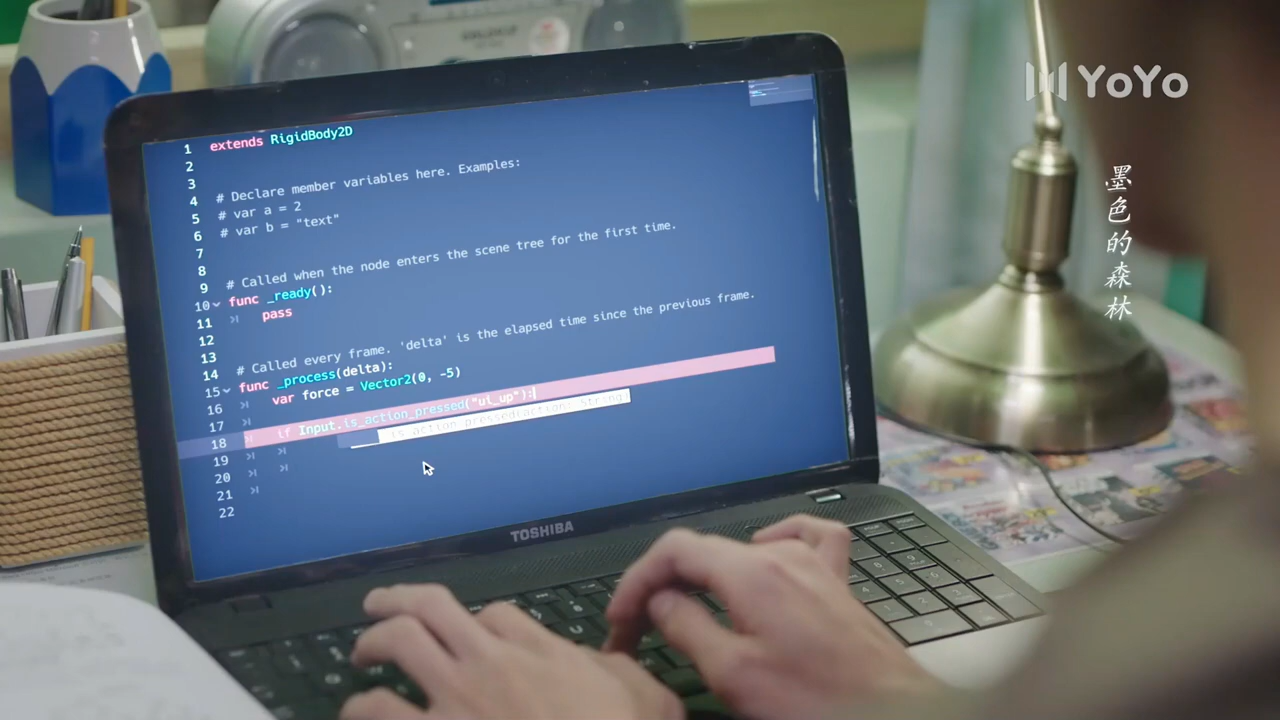 YoYo
墨色的森林
1 extends RigidBody2D
2
3
4 # Declare member variables here. Examples:
5 # var a = 2
6 # var b = "text"
7
8
9 # Called when the node enters the scene tree for the first time.
10 func _ready():
11 pass
12
13
14 # Called every frame. 'delta' is the elapsed time since the previous frame.
15 func _process(delta):
16 var force = Vector2(0, -5)
17
18 if Input.is_action_pressed("ui_up"):
is_action_pressed(action: String)
19
20
21
22
TOSHIBA